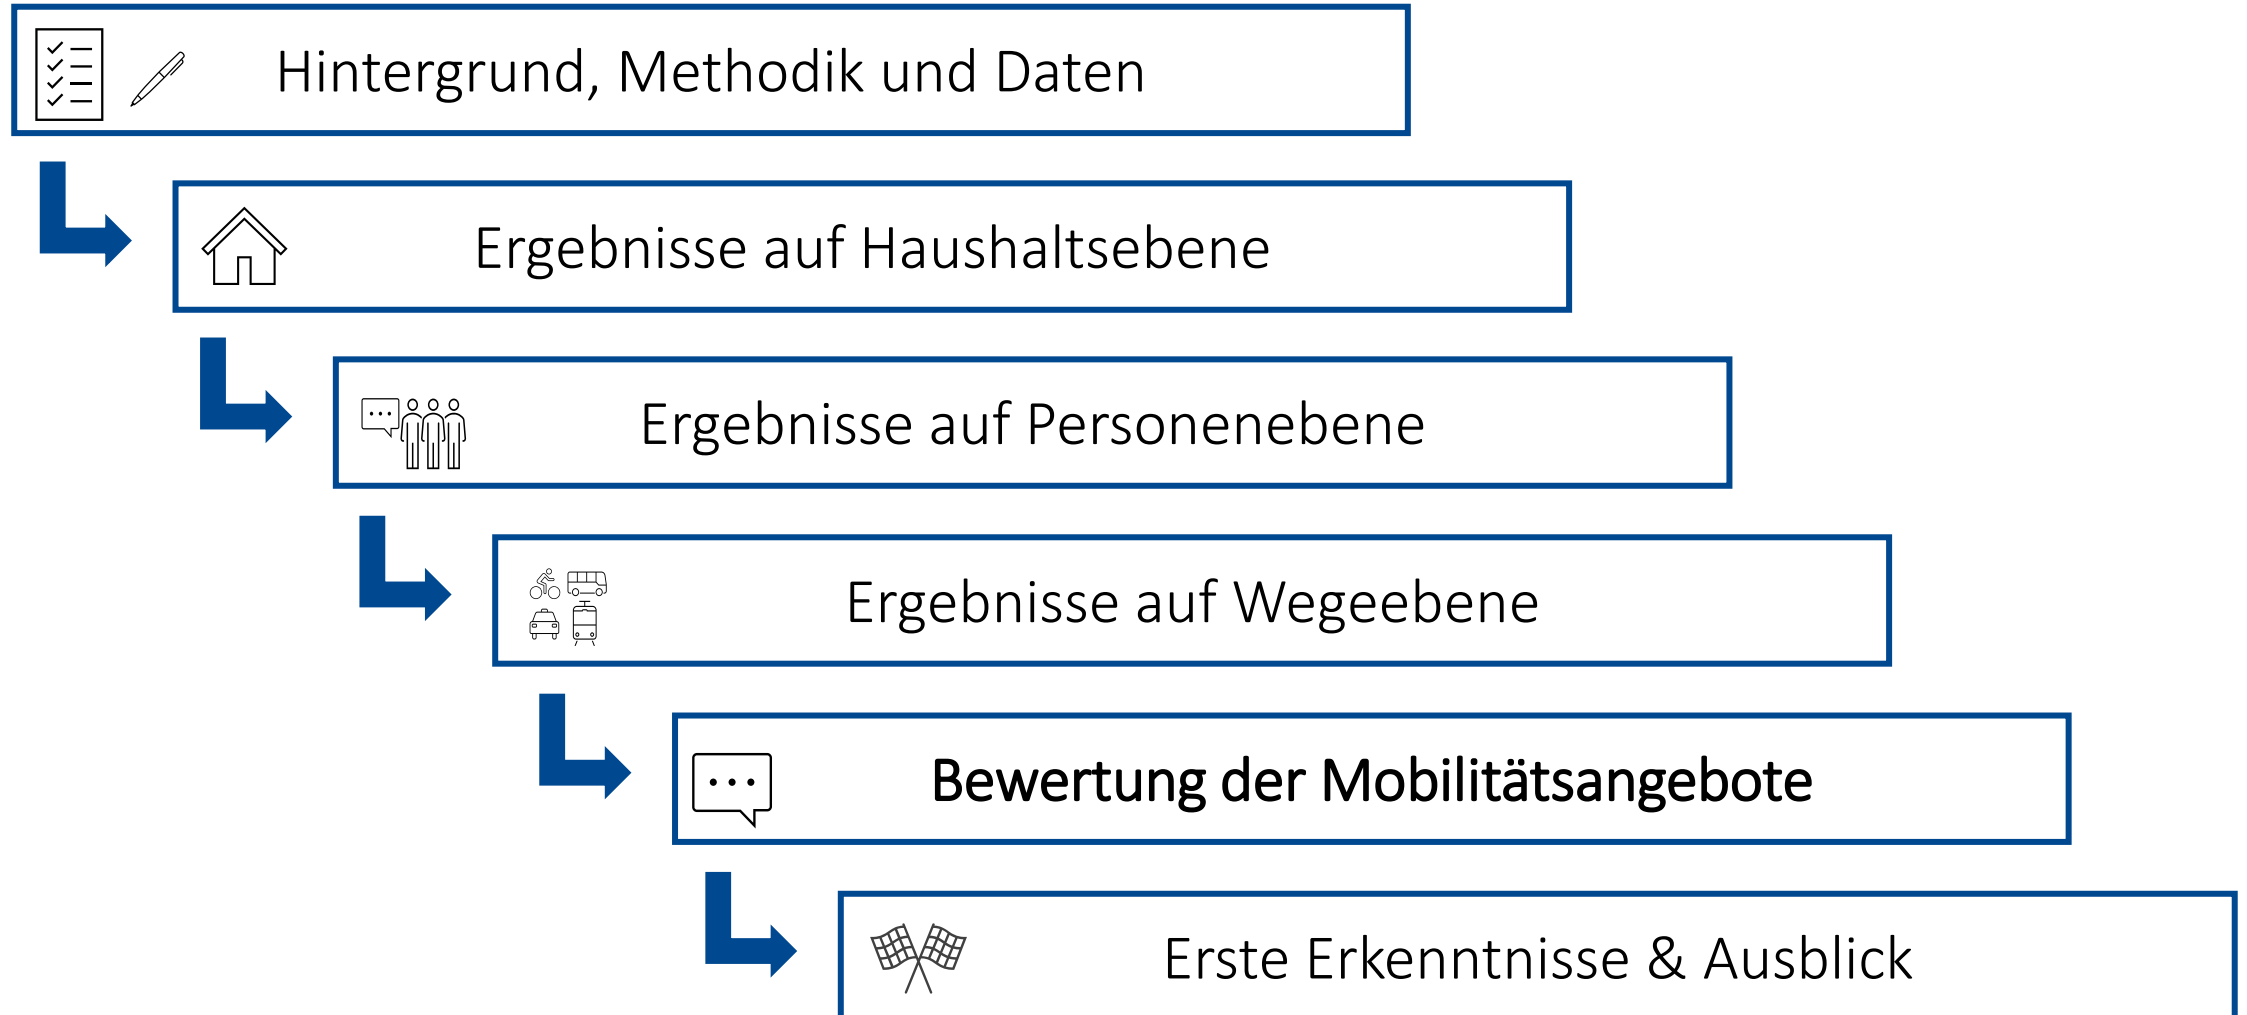 Hintergrund, Methodik und Daten
Ergebnisse auf Haushaltsebene
Ergebnisse auf Personenebene
Ergebnisse auf Wegeebene
Bewertung der Mobilitätsangebote
Erste Erkenntnisse & Ausblick